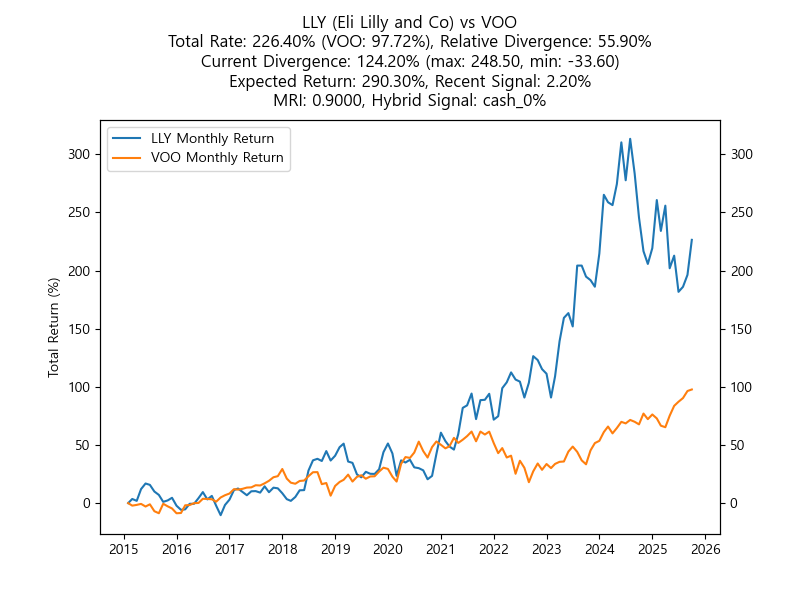 LLY (Eli Lilly and Co) vs VOO
Total Rate: 226.40% (VOO: 97.72%), Relative Divergence: 55.90%
Current Divergence: 124.20% (max: 248.50, min: -33.60)
Expected Return: 290.30%, Recent Signal: 2.20%
MRI: 0.9000, Hybrid Signal: cash_0%
LLY Monthly Return
VOO Monthly Return
Total Return (%)
300 300
250 250
200 200
150 150
100 100
50 50
0 0
2015 2016 2017 2018 2019 2020 2021 2022 2023 2024 2025 2026